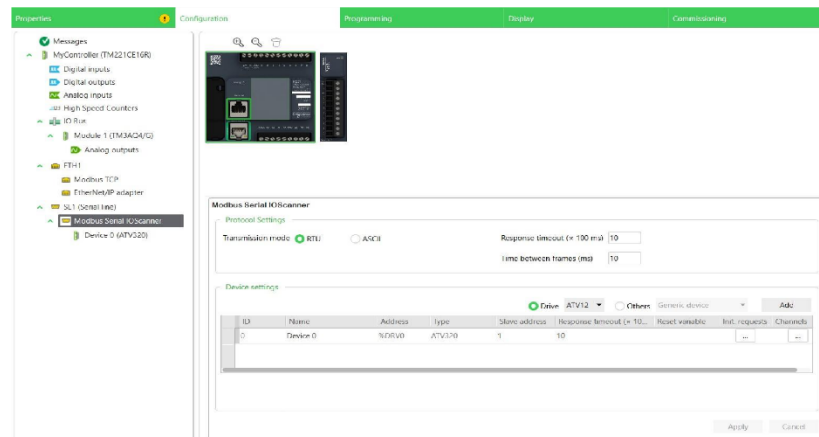 Properties
Configuration
Programming
Display
Commissioning
Messages
MyController (TM221CE16R)
Digital inputs
Digital outputs
Analog inputs
High Speed Counters
IO Bus
Module 1 (TM3AQ4/G)
Analog outputs
ETH1
Modbus TCP
EtherNet/IP adapter
SL1 (Serial line)
Modbus Serial IOScanner
Device 0 (ATV320)
Modbus Serial IOScanner
Protocol Settings
Transmission mode RTU ASCII Response timeout (x 100 ms) 10
Time between frames (ms) 10
Device settings
Drive ATV12 Others Generic device Add
ID Name Address Type Slave address Response timeout (x 10... Reset variable Init. requests Channels
0 Device 0 %DRV0 ATV320 1 10 ... ...
Apply Cancel